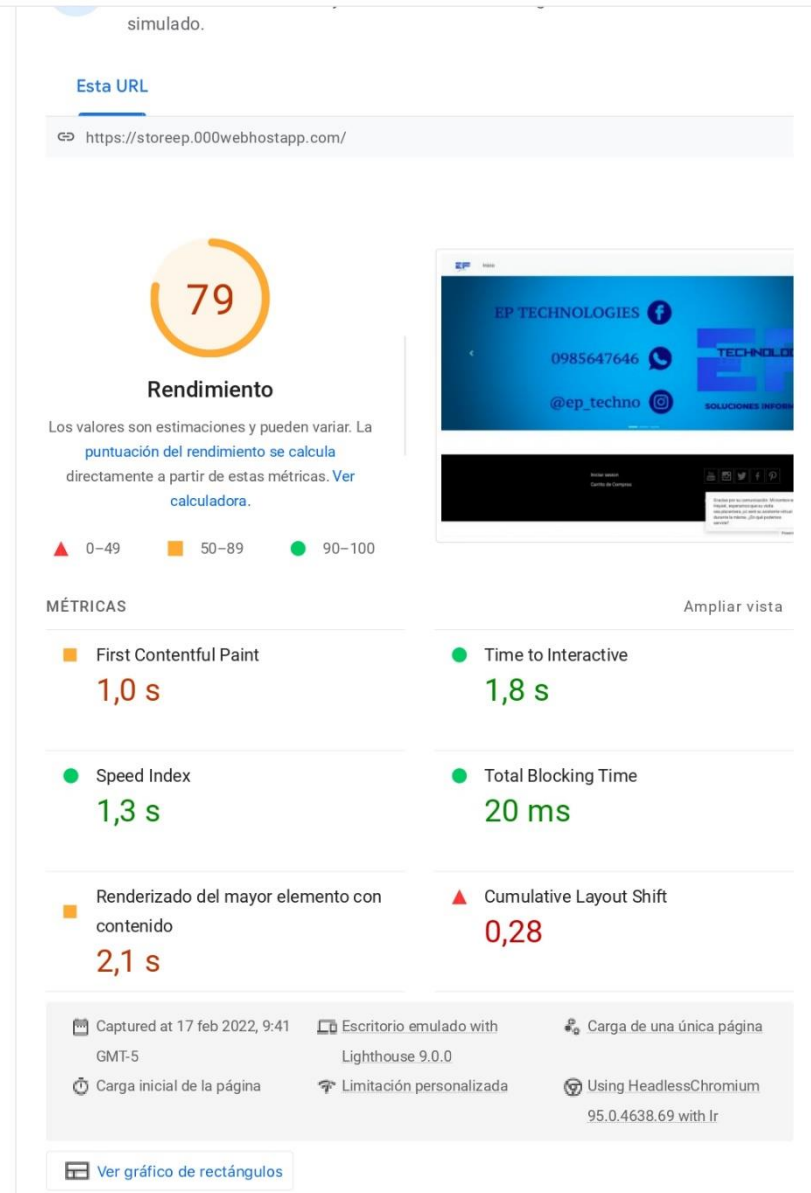 simulado.
Esta URL
https://storeep.000webhostapp.com/
79
Rendimiento
Los valores son estimaciones y pueden variar. La
puntuación del rendimiento se calcula
directamente a partir de estas métricas. Ver
calculadora.
0–49
50–89
90–100
EP
Inicio
EP TECHNOLOGIES
0985647646
@ep_techno
TECHNOLO
SOLUCIONES INFORM
Iniciar sesion
Carrito de Compras
MÉTRICAS
Ampliar vista
First Contentful Paint
1,0 s
Time to Interactive
1,8 s
Speed Index
1,3 s
Total Blocking Time
20 ms
Renderizado del mayor elemento con
contenido
2,1 s
Cumulative Layout Shift
0,28
Captured at 17 feb 2022, 9:41
GMT-5
Escritorio emulado with
Lighthouse 9.0.0
Carga de una única página
Carga inicial de la página
Limitación personalizada
Using HeadlessChromium
95.0.4638.69 with lr
Ver gráfico de rectángulos